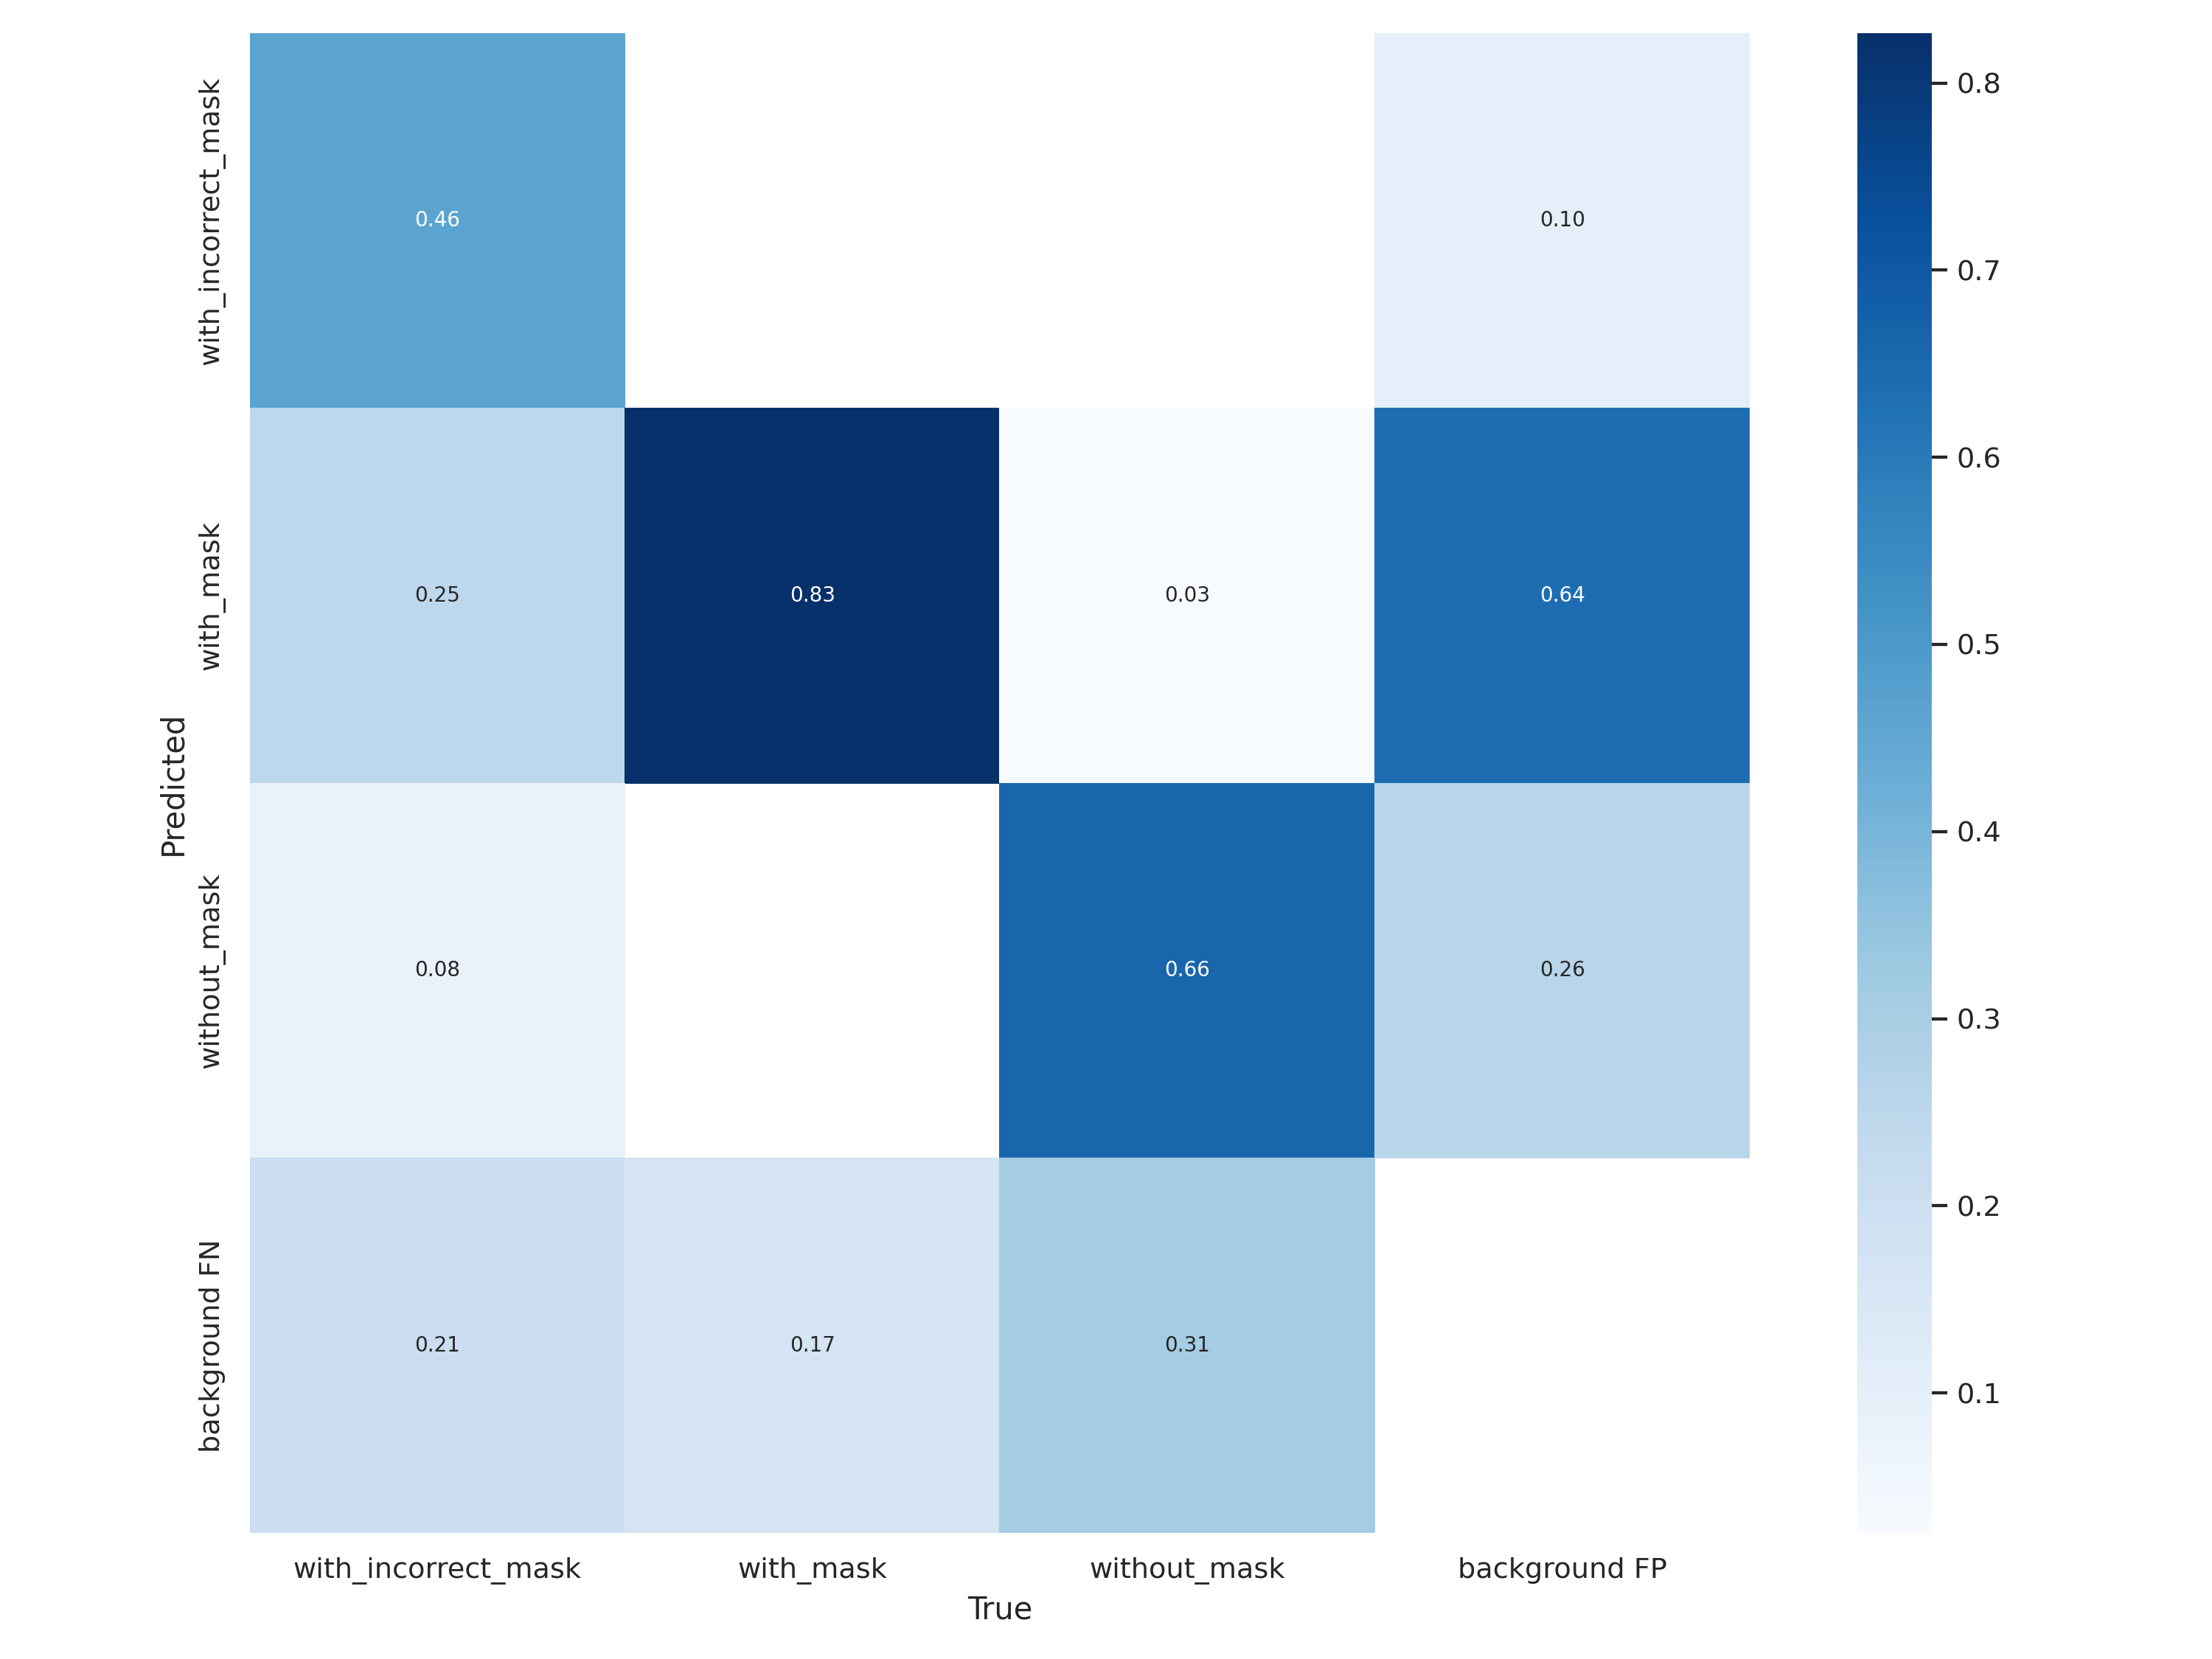 with_incorrect_mask
0.46
0.10
with_mask
0.25
0.83
0.03
0.64
Predicted
without_mask
0.08
0.66
0.26
background FN
0.21
0.17
0.31
with_incorrect_mask
with_mask
without_mask
background FP
True
0.8
0.7
0.6
0.5
0.4
0.3
0.2
0.1